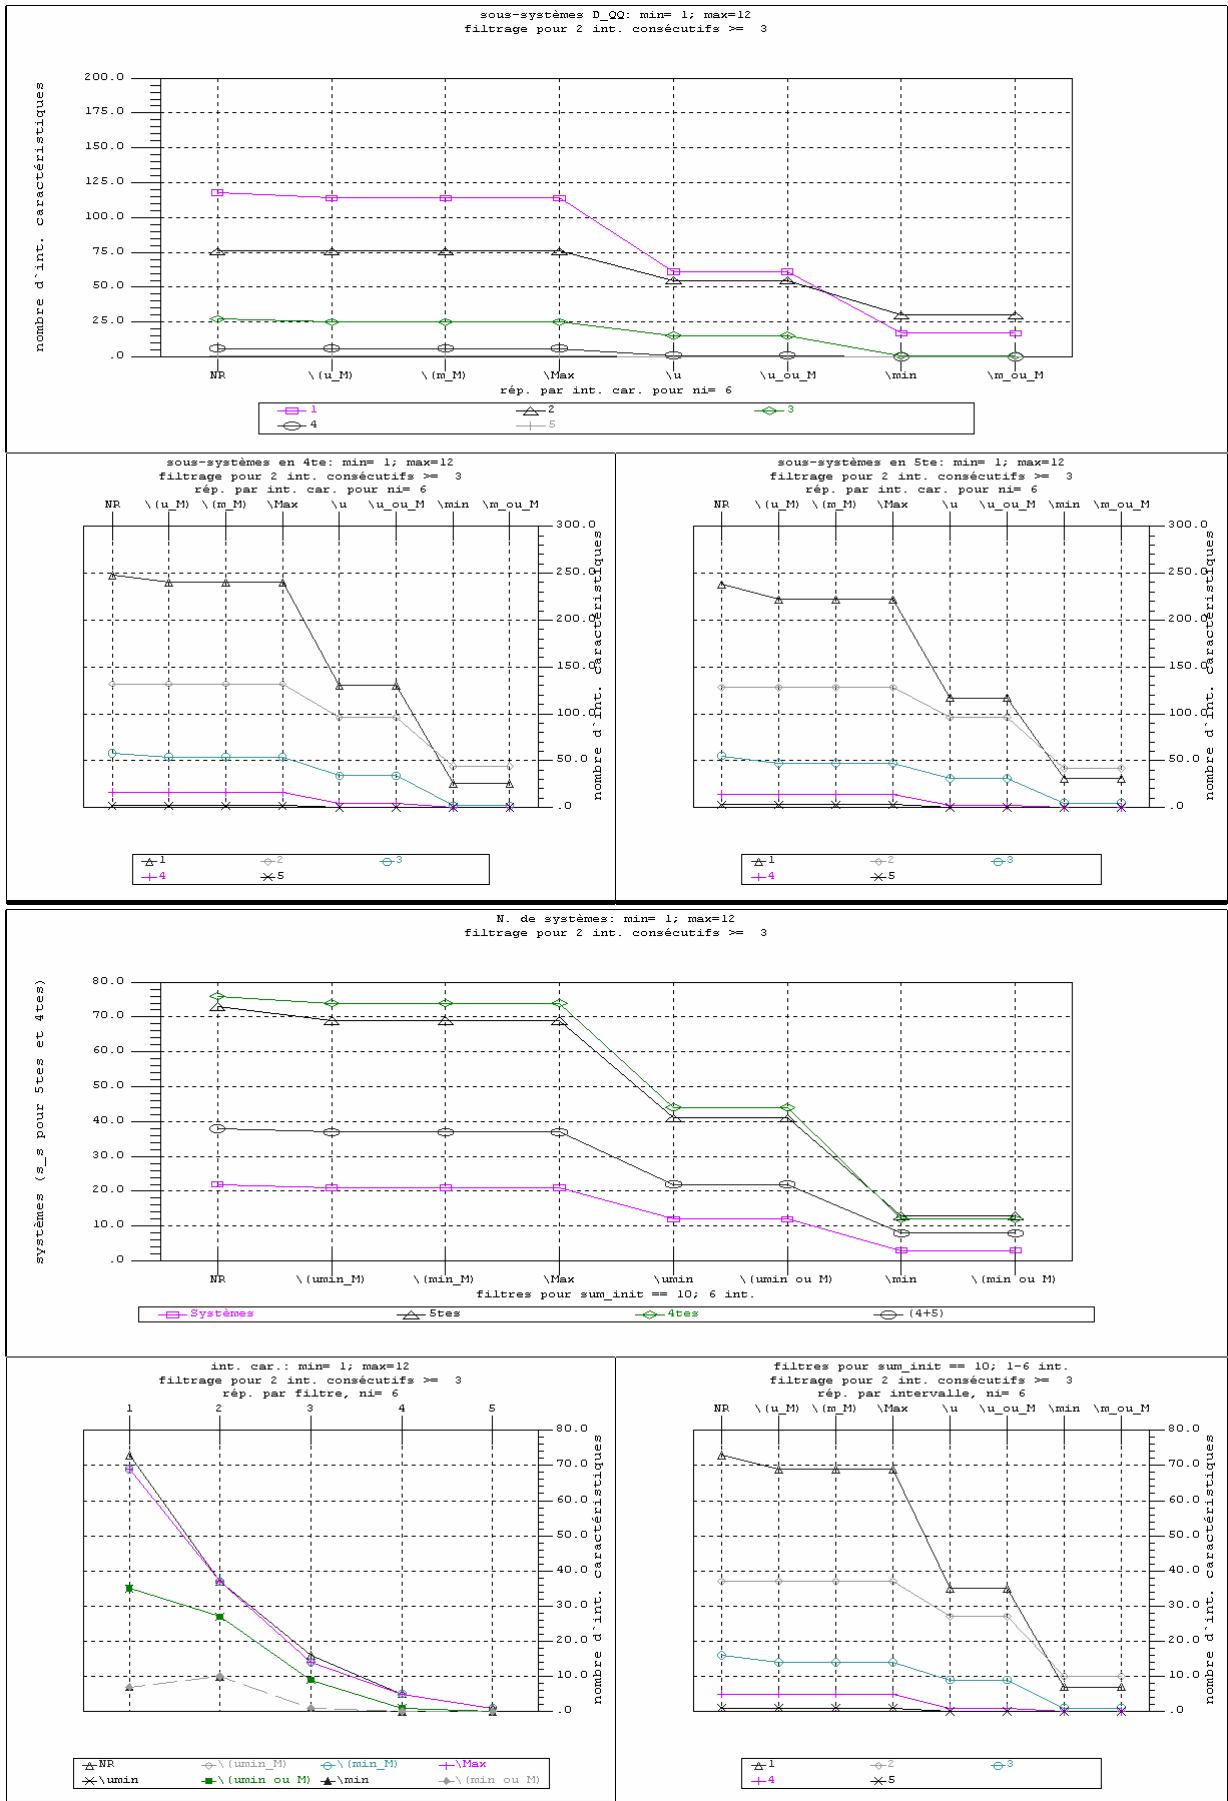 sous-systèmes D_QQ: min= 1; max=12
filtrage pour 2 int. consécutifs >= 3
nombre d`int. caractéristiques
200.0
175.0
150.0
125.0
100.0
75.0
50.0
25.0
.0
NR \(u_M) \(m_M) \Max \u \u_ou_M \min \m_ou_M
rép. par int. car. pour ni= 6
1 2 3
4 5
sous-systèmes en 4te: min= 1; max=12
filtrage pour 2 int. consécutifs >= 3
rép. par int. car. pour ni= 6
NR \(u_M) \(m_M) \Max \u \u_ou_M \min \m_ou_M
300.0
250.0
200.0
150.0
100.0
50.0
.0
nombre d`int. caractéristiques
1 2 3
4 5
sous-systèmes en 5te: min= 1; max=12
filtrage pour 2 int. consécutifs >= 3
rép. par int. car. pour ni= 6
NR \(u_M) \(m_M) \Max \u \u_ou_M \min \m_ou_M
300.0
250.0
200.0
150.0
100.0
50.0
.0
nombre d`int. caractéristiques
1 2 3
4 5
N. de systèmes: min= 1; max=12
filtrage pour 2 int. consécutifs >= 3
systèmes (s_s pour 5tes et 4tes)
80.0
70.0
60.0
50.0
40.0
30.0
20.0
10.0
.0
NR \(umin_M) \(min_M) \Max \umin \(umin ou M) \min \(min ou M)
filtres pour sum_init == 10; 6 int.
Systèmes 5tes 4tes (4+5)
int. car.: min= 1; max=12
filtrage pour 2 int. consécutifs >= 3
rép. par filtre, ni= 6
1 2 3 4 5
80.0
70.0
60.0
50.0
40.0
30.0
20.0
10.0
.0
nombre d`int. caractéristiques
NR \(umin_M) \(min_M) \Max
\umin \(umin ou M) \min \(min ou M)
filtres pour sum_init == 10; 1-6 int.
filtrage pour 2 int. consécutifs >= 3
rép. par intervalle, ni= 6
NR \(u_M) \(m_M) \Max \u \u_ou_M \min \m_ou_M
80.0
70.0
60.0
50.0
40.0
30.0
20.0
10.0
.0
nombre d`int. caractéristiques
1 2 3
4 5